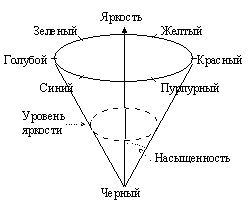 Яркость
Зеленый Желтый
Голубой Красный
Синий Пурпурный
Уровень
яркости
Насыщенность
Черный